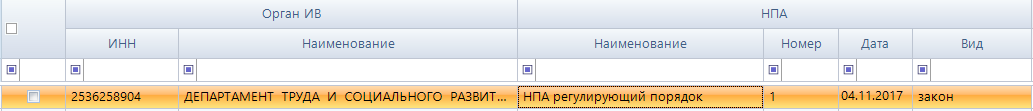 Орган ИВ НПА
ИНН Наименование Наименование Номер Дата Вид
2536258904 ДЕПАРТАМЕНТ ТРУДА И СОЦИАЛЬНОГО РАЗВИТ... НПА регулирующий порядок 1 04.11.2017 закон